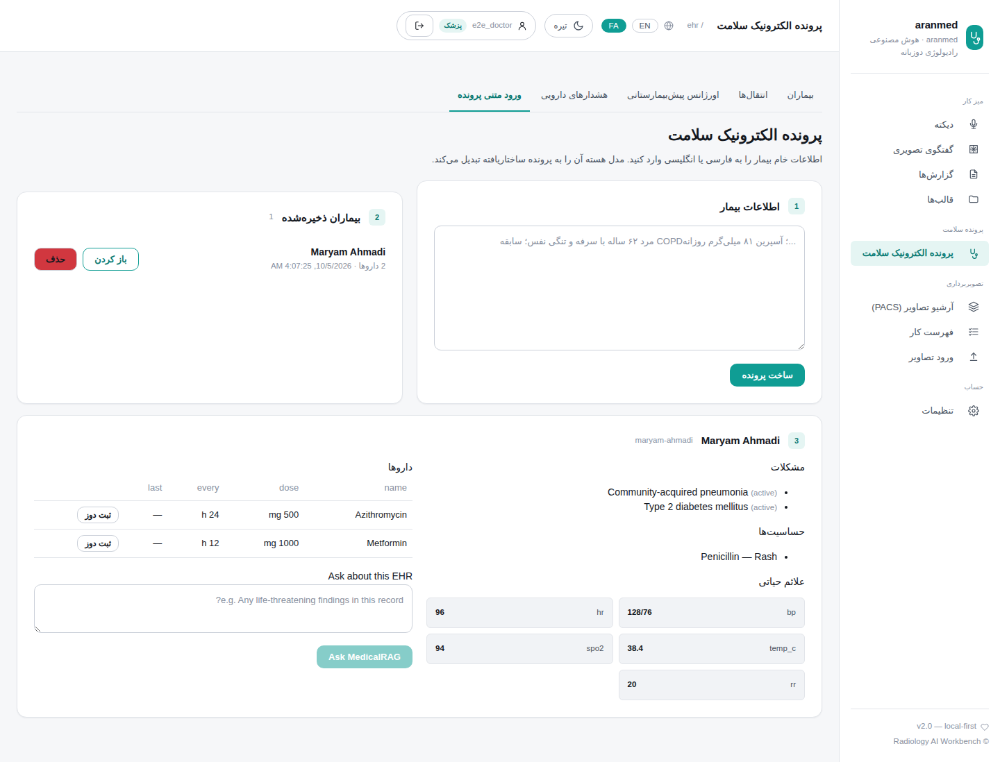 aranmed
aranmed · هوش مصنوعی
رادیولوژی دوزبانه
میز کار
دیکته
گفتگوی تصویری
گزارش‌ها
قالب‌ها
پرونده سلامت
پرونده الکترونیک سلامت
تصویربرداری
آرشیو تصاویر (PACS)
فهرست کار
ورود تصاویر
حساب
تنظیمات
v2.0 — local-first
© Radiology AI Workbench
پرونده الکترونیک سلامت
/ ehr
EN
FA
تیره
e2e_doctor
پزشک
بیماران
انتقال‌ها
اورژانس پیش‌بیمارستانی
هشدارهای دارویی
ورود متنی پرونده
پرونده الکترونیک سلامت
اطلاعات خام بیمار را به فارسی یا انگلیسی وارد کنید. مدل هسته آن را به پرونده ساختاریافته تبدیل می‌کند.
1
اطلاعات بیمار
مرد ۶۲ ساله با سرفه و تنگی نفس؛ سابقه COPD؛ آسپرین ۸۱ میلی‌گرم روزانه...
ساخت پرونده
2
بیماران ذخیره‌شده
1
Maryam Ahmadi
2 داروها · 10/5/2026, 4:07:25 AM
باز کردن
حذف
3
Maryam Ahmadi
maryam-ahmadi
مشکلات
Community-acquired pneumonia (active)
Type 2 diabetes mellitus (active)
حساسیت‌ها
Penicillin — Rash
علائم حیاتی
bp 128/76
hr 96
temp_c 38.4
spo2 94
rr 20
داروها
name dose every last
Azithromycin 500 mg 24 h — ثبت دوز
Metformin 1000 mg 12 h — ثبت دوز
Ask about this EHR
e.g. Any life-threatening findings in this record?
Ask MedicalRAG